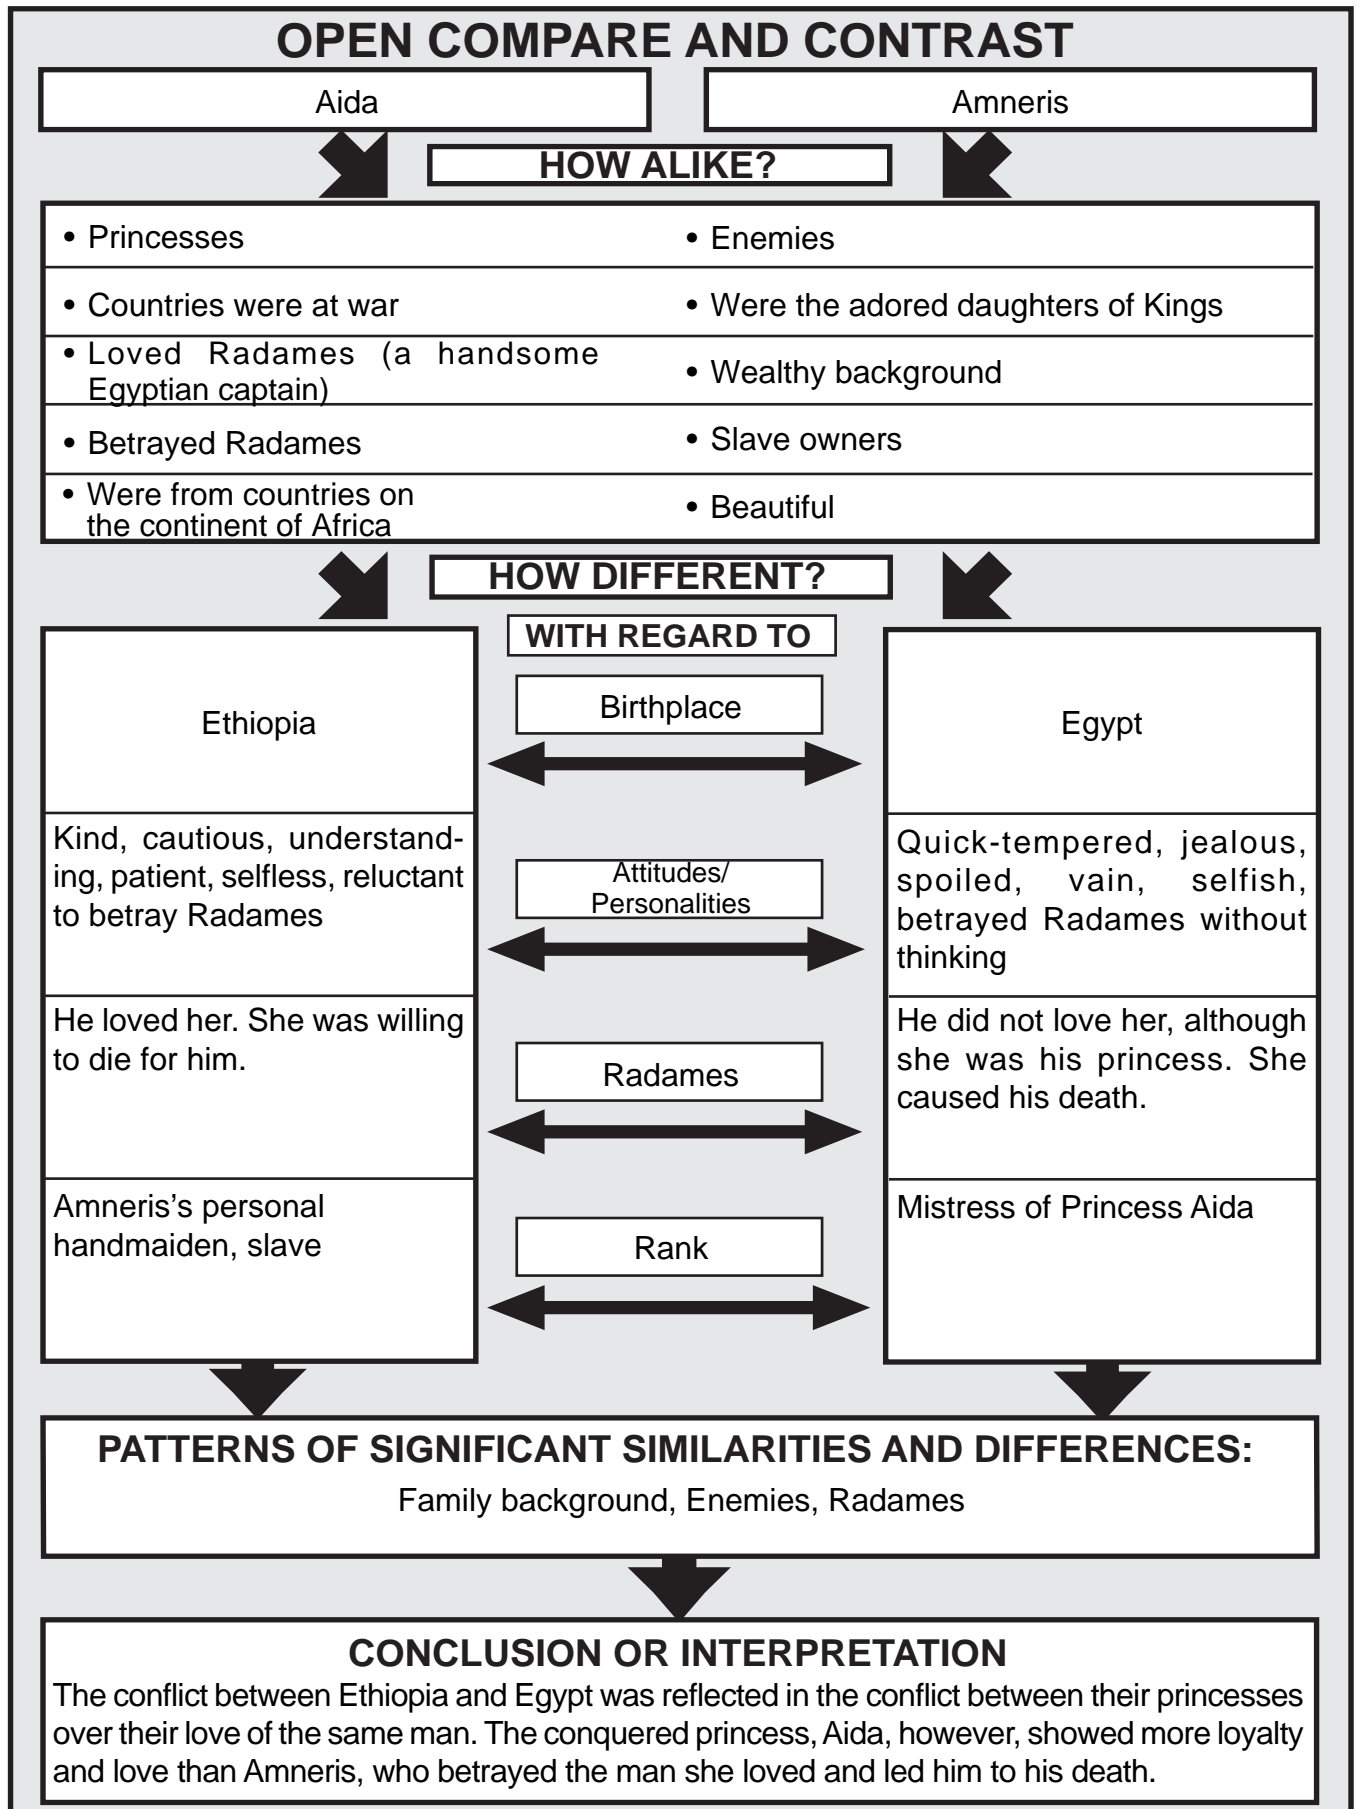 OPEN COMPARE AND CONTRAST
Aida
Amneris
HOW ALIKE?
• Princesses
• Enemies
• Countries were at war
• Were the adored daughters of Kings
• Loved Radames (a handsome
Egyptian captain)
• Wealthy background
• Betrayed Radames
• Slave owners
• Were from countries on
the continent of Africa
• Beautiful
HOW DIFFERENT?
WITH REGARD TO
Ethiopia
Birthplace
Egypt
Kind, cautious, understand-
ing, patient, selfless, reluctant
to betray Radames
Attitudes/
Personalities
Quick-tempered, jealous,
spoiled, vain, selfish,
betrayed Radames without
thinking
He loved her. She was willing
to die for him.
Radames
He did not love her, although
she was his princess. She
caused his death.
Amneris's personal
handmaiden, slave
Rank
Mistress of Princess Aida
PATTERNS OF SIGNIFICANT SIMILARITIES AND DIFFERENCES:
Family background, Enemies, Radames
CONCLUSION OR INTERPRETATION
The conflict between Ethiopia and Egypt was reflected in the conflict between their princesses
over their love of the same man. The conquered princess, Aida, however, showed more loyalty
and love than Amneris, who betrayed the man she loved and led him to his death.